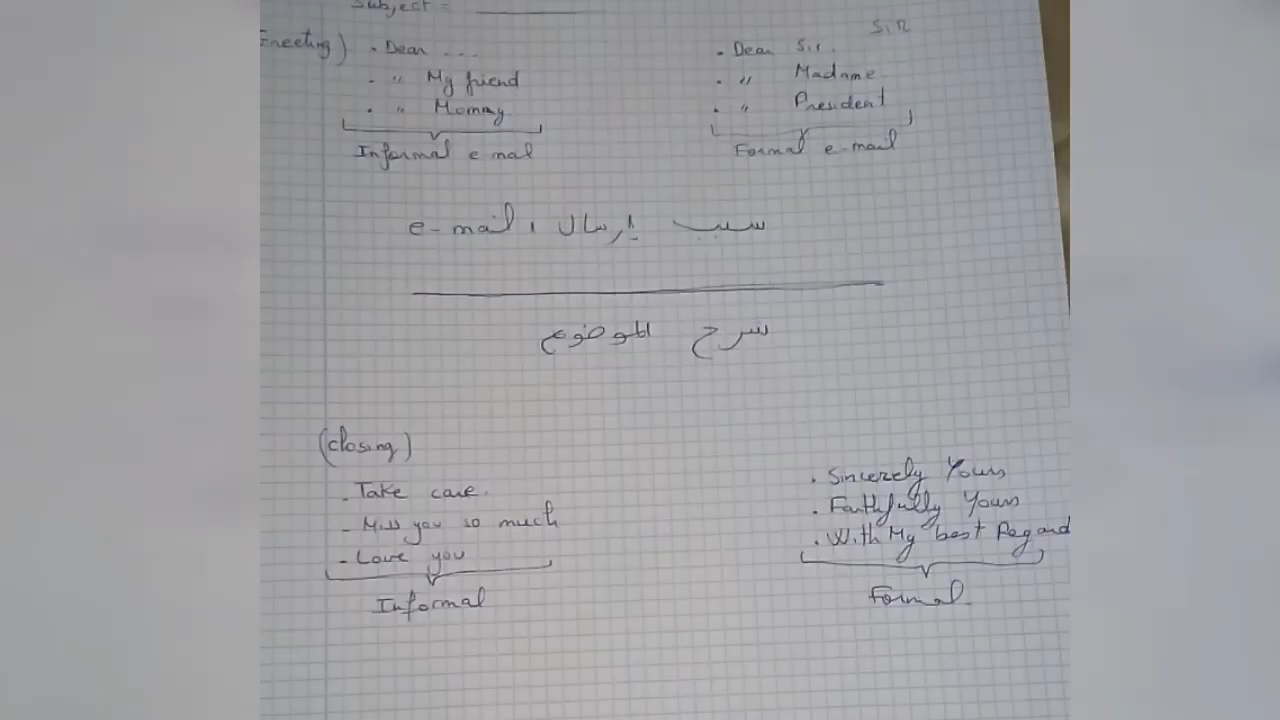 Subject =
Greeting) • Dear ...
• " My friend
• " Mommy
Informal e mal
Sir
• Dear Sir.
• " Madame
• " President
Formal e-mail
سبب إرسال ا e-mail
شرح الموضوع
(closing)
- Take care.
- Miss you so much
- Love you
Informal
• Sincerely Yours
• Faithfully Yours
• With My best Regard
Formal